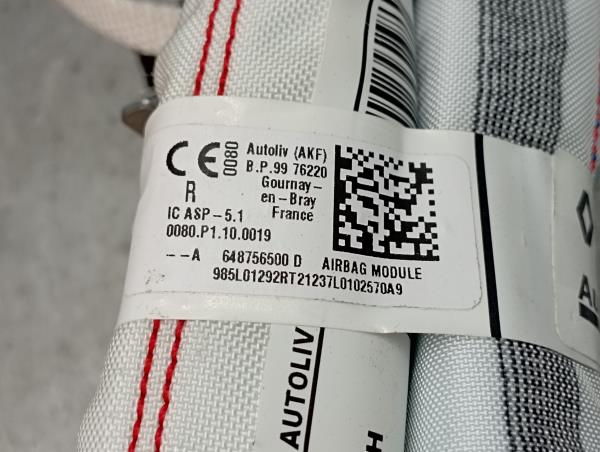 CE 0080
Autoliv (AKF)
B.P.99 76220
Gournay-
en-Bray
France
R
IC ASP-5.1
0080.P1.10.0019
--A 648756500 D AIRBAG MODULE
985L01292RT21237L0102570A9
AUTOLIV
H